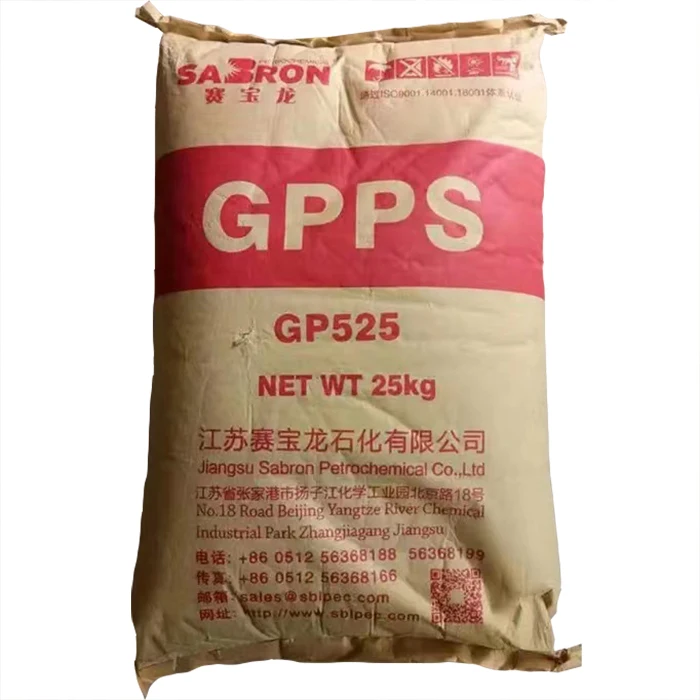 SABRON
赛宝龙
通过ISO9001.14001.18001体系认证
GPPS
GP525
NET WT 25kg
江苏赛宝龙石化有限公司
Jiangsu Sabron Petrochemical Co.,Ltd
江苏省张家港市扬子江化学工业园北京路18号
No.18 Road Beijing Yangtze River Chemical
Industrial Park Zhangjiagang Jiangsu
电话: +86 0512 56368188 56368199
传真: +86 0512 56368166
邮箱: sales@sblpec.com
网址: http://www.sblpec.com